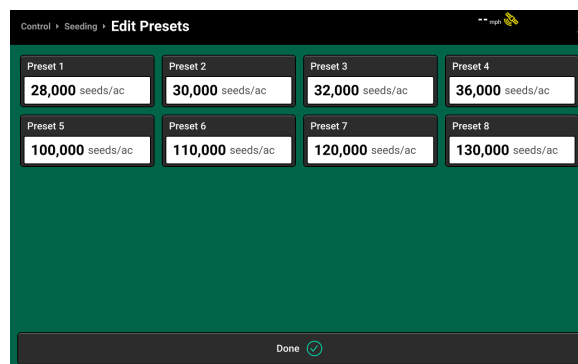 Control › Seeding › Edit Presets
-- mph
Preset 1
28,000 seeds/ac
Preset 2
30,000 seeds/ac
Preset 3
32,000 seeds/ac
Preset 4
36,000 seeds/ac
Preset 5
100,000 seeds/ac
Preset 6
110,000 seeds/ac
Preset 7
120,000 seeds/ac
Preset 8
130,000 seeds/ac
Done